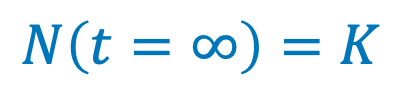 N(t = ∞) = K